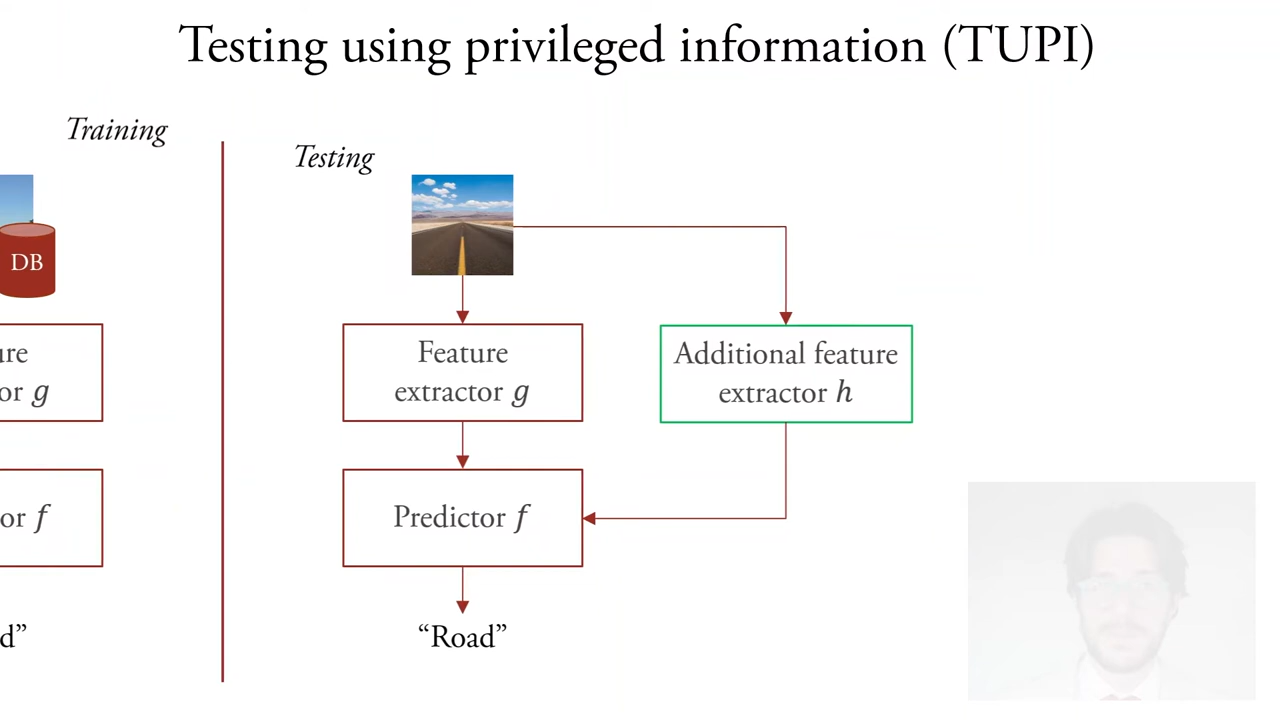 Testing using privileged information (TUPI)
Training
Testing
DB
ure
or g
or f
d”
Feature
extractor g
Additional feature
extractor h
Predictor f
“Road”